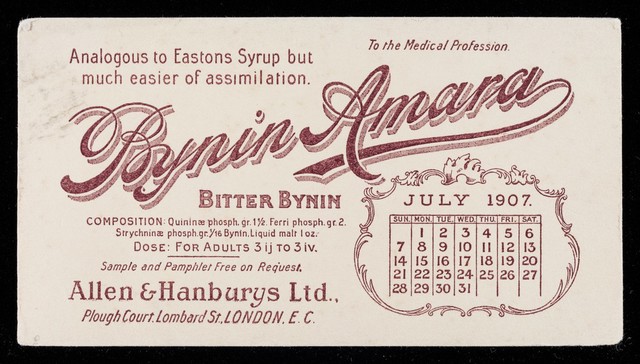 Analogous to Eastons Syrup but
much easier of assimilation.
To the Medical Profession.
Bynin Amara
BITTER BYNIN
COMPOSITION: Quininæ phosph. gr. 1½. Ferri phosph. gr. 2.
Strychninæ phosph. gr. 1/16 Bynin. Liquid malt 1 oz.
DOSE: FOR ADULTS 3ij TO 3iv.
Sample and Pamphlet Free on Request.
Allen & Hanburys Ltd.,
Plough Court. Lombard St., LONDON. E. C.
JULY 1907.
SUN. MON. TUE. WED. THU. FRI. SAT.
1 2 3 4 5 6
7 8 9 10 11 12 13
14 15 16 17 18 19 20
21 22 23 24 25 26 27
28 29 30 31